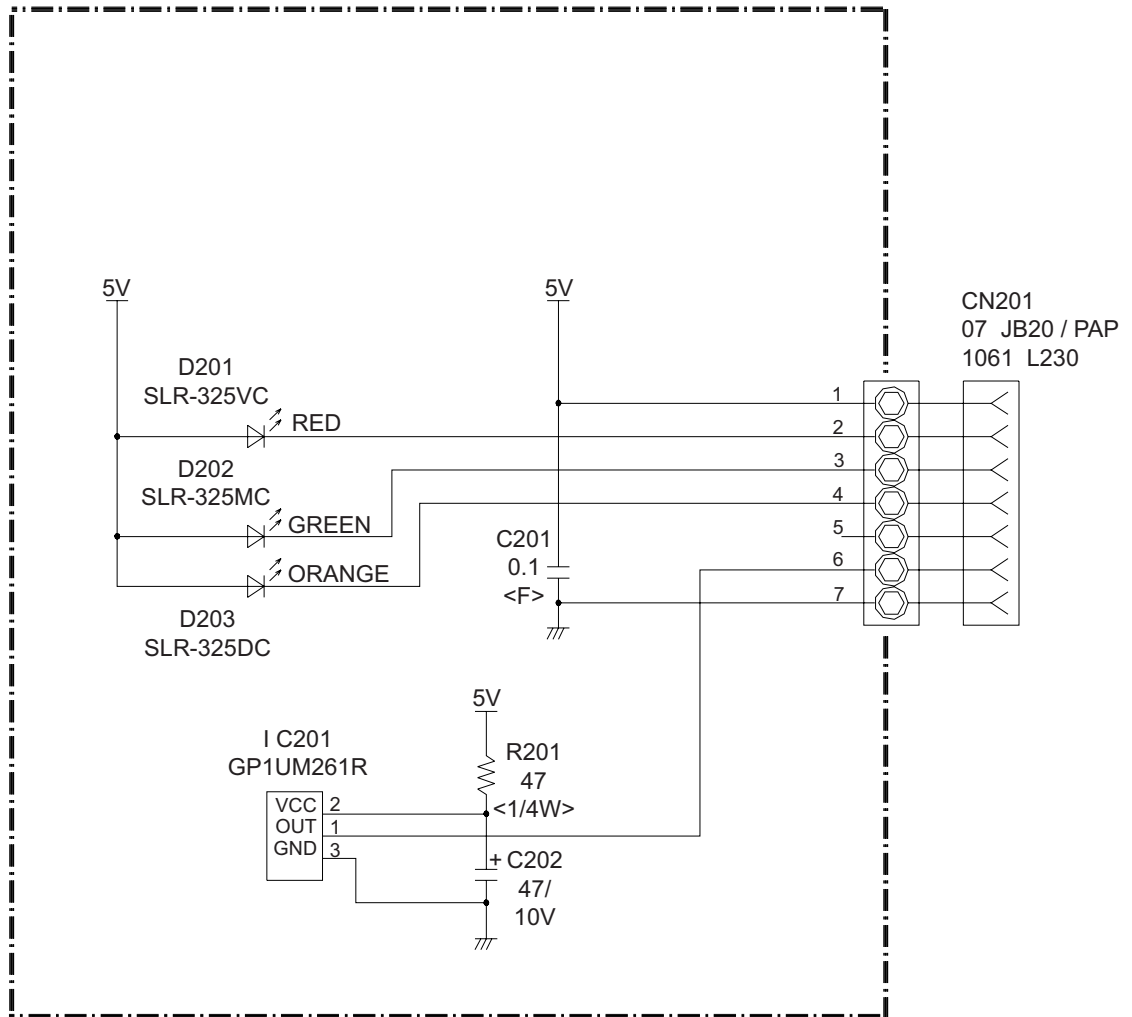 5V
5V
CN201
07 JB20 / PAP
1061 L230
D201
SLR-325VC
RED
D202
SLR-325MC
GREEN
ORANGE
D203
SLR-325DC
C201
0.1
<F>
1
2
3
4
5
6
7
5V
R201
47
<1/4W>
I C201
GP1UM261R
VCC 2
OUT 1
GND 3
+ C202
47/
10V